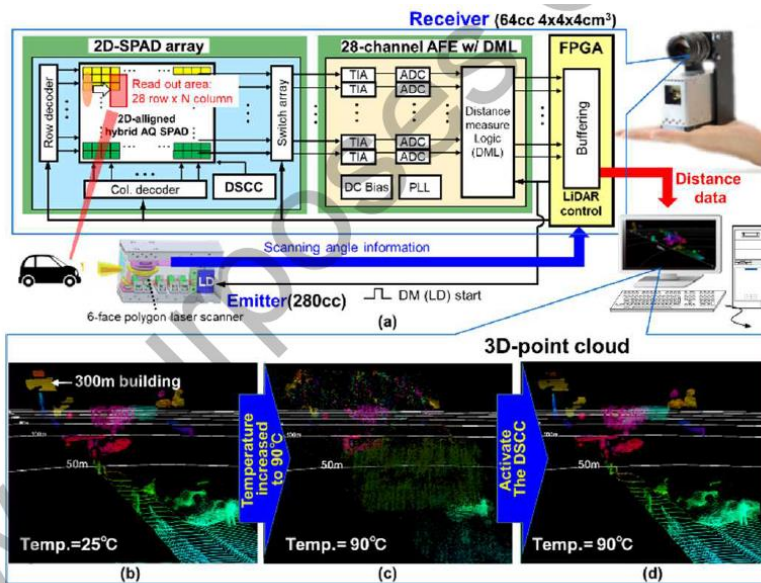 Receiver (64cc 4x4x4cm³)
2D-SPAD array
28-channel AFE w/ DML
FPGA
Row decoder
Read out area:
28 row x N column
2D-alligned
hybrid AQ SPAD
Col. decoder
DSCC
Switch array
TIA
ADC
TIA
ADC
TIA
ADC
TIA
ADC
DC Bias
PLL
Distance
measure
Logic
(DML)
Buffering
LiDAR
control
Distance
data
Scanning angle information
LD
Emitter(280cc)
DM (LD) start
6-face polygon laser scanner
(a)
3D-point cloud
300m building
50m
Temp.=25°C
(b)
Temperature
increased
to 90°C
50m
Temp.= 90°C
(c)
Activate
The DSCC
50m
Temp.= 90°C
(d)